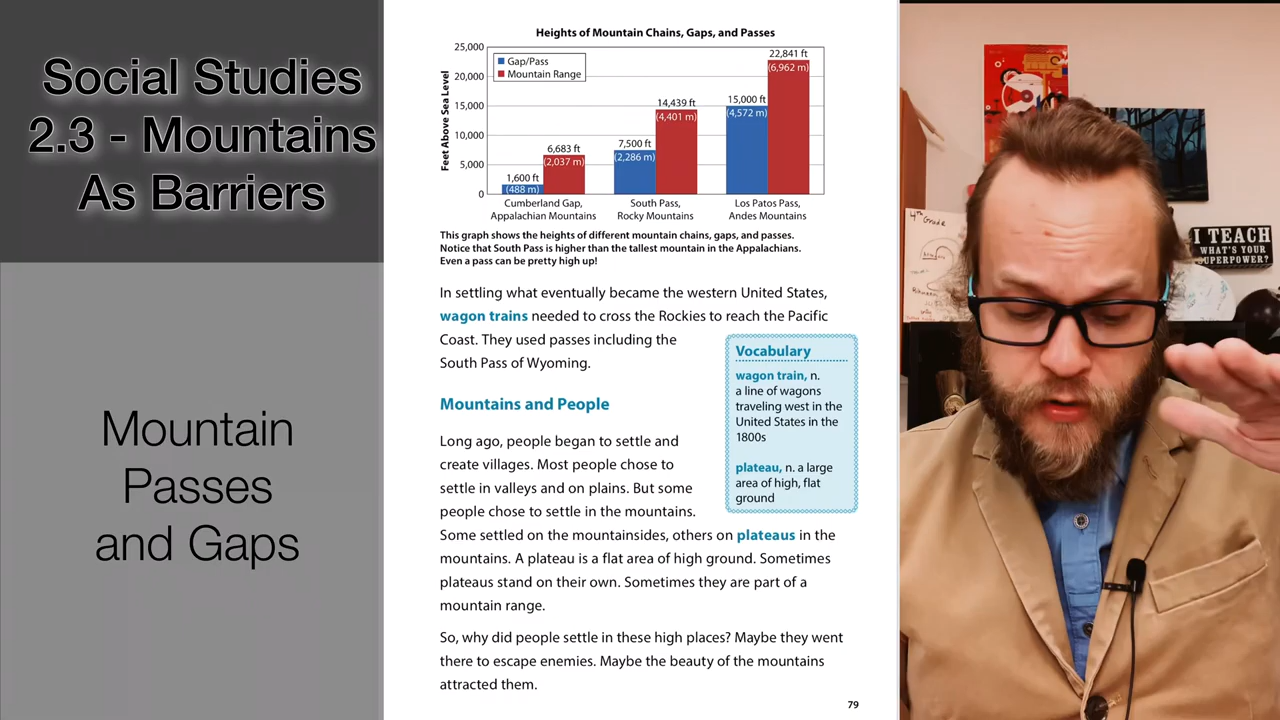 Social Studies
2.3 - Mountains
As Barriers
Mountain
Passes
and Gaps
Heights of Mountain Chains, Gaps, and Passes
Feet Above Sea Level
25,000
20,000
15,000
10,000
5,000
0
Gap/Pass
Mountain Range
1,600 ft
(488 m)
6,683 ft
(2,037 m)
7,500 ft
(2,286 m)
14,439 ft
(4,401 m)
15,000 ft
(4,572 m)
22,841 ft
(6,962 m)
Cumberland Gap,
Appalachian Mountains
South Pass,
Rocky Mountains
Los Patos Pass,
Andes Mountains
This graph shows the heights of different mountain chains, gaps, and passes.
Notice that South Pass is higher than the tallest mountain in the Appalachians.
Even a pass can be pretty high up!
In settling what eventually became the western United States,
wagon trains needed to cross the Rockies to reach the Pacific
Coast. They used passes including the
South Pass of Wyoming.
Mountains and People
Long ago, people began to settle and
create villages. Most people chose to
settle in valleys and on plains. But some
people chose to settle in the mountains.
Some settled on the mountainsides, others on plateaus in the
mountains. A plateau is a flat area of high ground. Sometimes
plateaus stand on their own. Sometimes they are part of a
mountain range.
So, why did people settle in these high places? Maybe they went
there to escape enemies. Maybe the beauty of the mountains
attracted them.
Vocabulary
wagon train, n.
a line of wagons
traveling west in the
United States in the
1800s
plateau, n. a large
area of high, flat
ground
79
4th Grade
I TEACH
WHAT'S YOUR
SUPERPOWER?